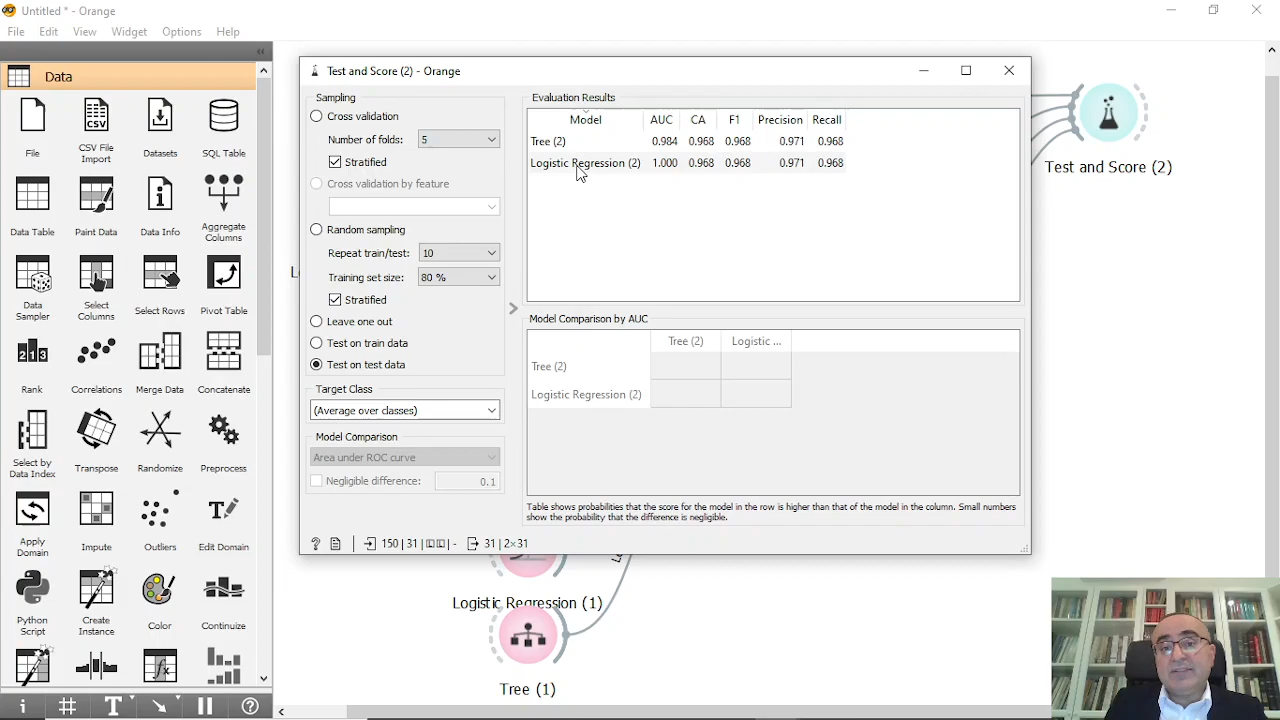 Untitled * - Orange
File Edit View Widget Options Help
Data
File
CSV File Import
Datasets
SQL Table
Data Table
Paint Data
Data Info
Aggregate Columns
Data Sampler
Select Columns
Select Rows
Pivot Table
Rank
Correlations
Merge Data
Concatenate
Select by Data Index
Transpose
Randomize
Preprocess
Apply Domain
Impute
Outliers
Edit Domain
Python Script
Create Instance
Color
Continuize
Test and Score (2) - Orange
Sampling
Cross validation
Number of folds: 5
Stratified
Cross validation by feature
Random sampling
Repeat train/test: 10
Training set size: 80 %
Stratified
Leave one out
Test on train data
Test on test data
Target Class
(Average over classes)
Model Comparison
Area under ROC curve
Negligible difference: 0.1
Evaluation Results
Model AUC CA F1 Precision Recall
Tree (2) 0.984 0.968 0.968 0.971 0.968
Logistic Regression (2) 1.000 0.968 0.968 0.971 0.968
Model Comparison by AUC
Tree (2) Logistic ...
Tree (2)
Logistic Regression (2)
Table shows probabilities that the score for the model in the row is higher than that of the model in the column. Small numbers
show the probability that the difference is negligible.
150 | 31 | - 31 | 2×31
Test and Score (2)
Logistic Regression (1)
Tree (1)